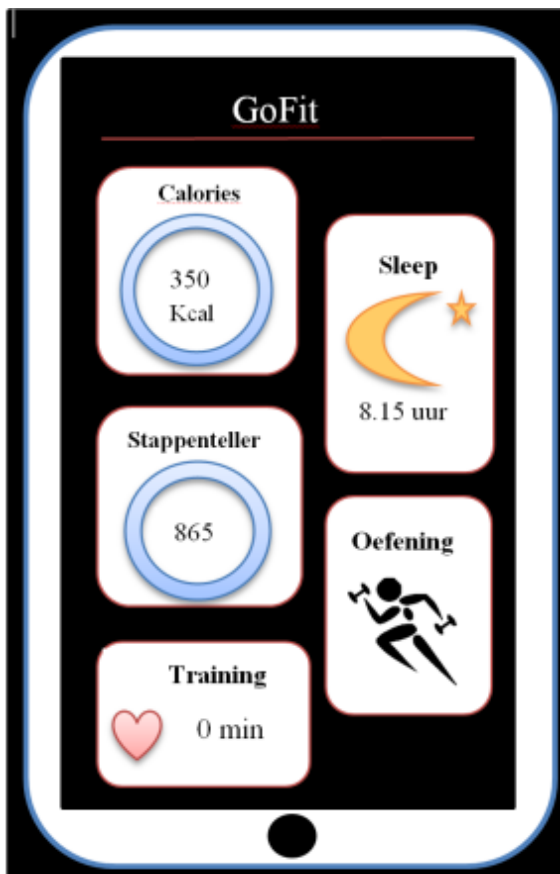 GoFit
Calories
350
Kcal
Sleep
8.15 uur
Stappenteller
865
Oefening
Training
0 min